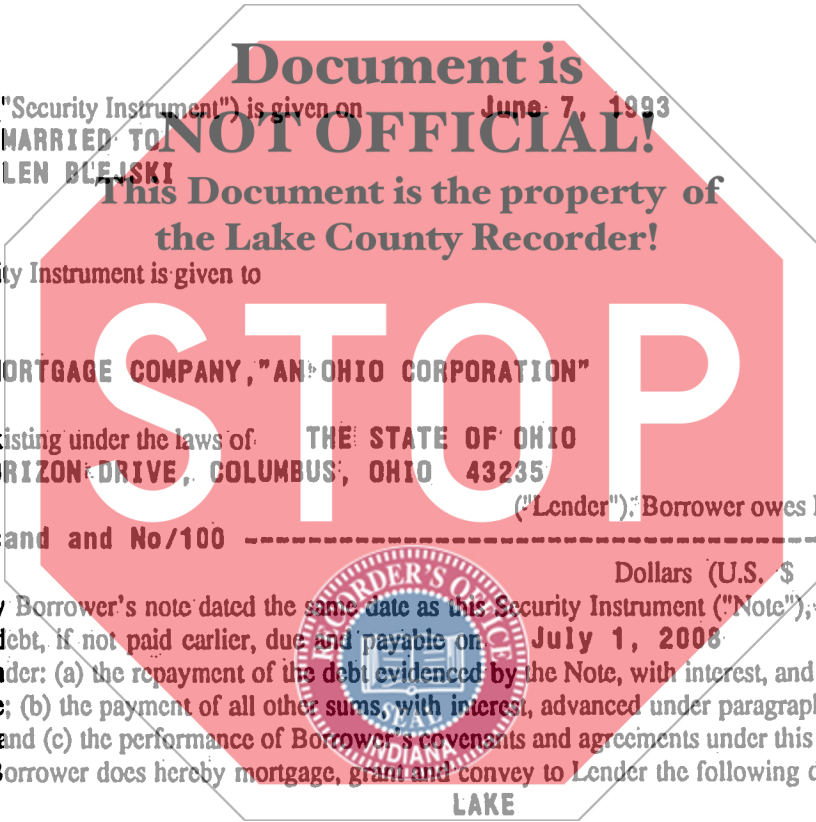 Document is
"Security Instrument") is given on June 7, 1993
NOT OFFICIAL!
MARRIED TO
LEN BLEJSKI
This Document is the property of
the Lake County Recorder!
ity Instrument is given to
STOP
ORTGAGE COMPANY,"AN OHIO CORPORATION"
isting under the laws of THE STATE OF OHIO
RIZON DRIVE, COLUMBUS, OHIO 43235
("Lender"). Borrower owes
and and No/100 --------------------------------
Dollars (U.S. $
RECORDER'S OFFICE
Borrower's note dated the same date as this Security Instrument ("Note"),
debt, if not paid earlier, due and payable on July 1, 2008
nder: (a) the repayment of the debt evidenced by the Note, with interest, and
; (b) the payment of all other sums, with interest, advanced under paragraph
SEAL
and (c) the performance of Borrower's covenants and agreements under this
INDIANA
Borrower does hereby mortgage, grant and convey to Lender the following d
LAKE